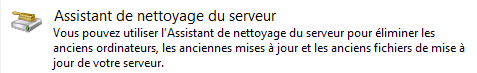 Assistant de nettoyage du serveur
Vous pouvez utiliser l'Assistant de nettoyage du serveur pour éliminer les
anciens ordinateurs, les anciennes mises à jour et les anciens fichiers de mise à
jour de votre serveur.